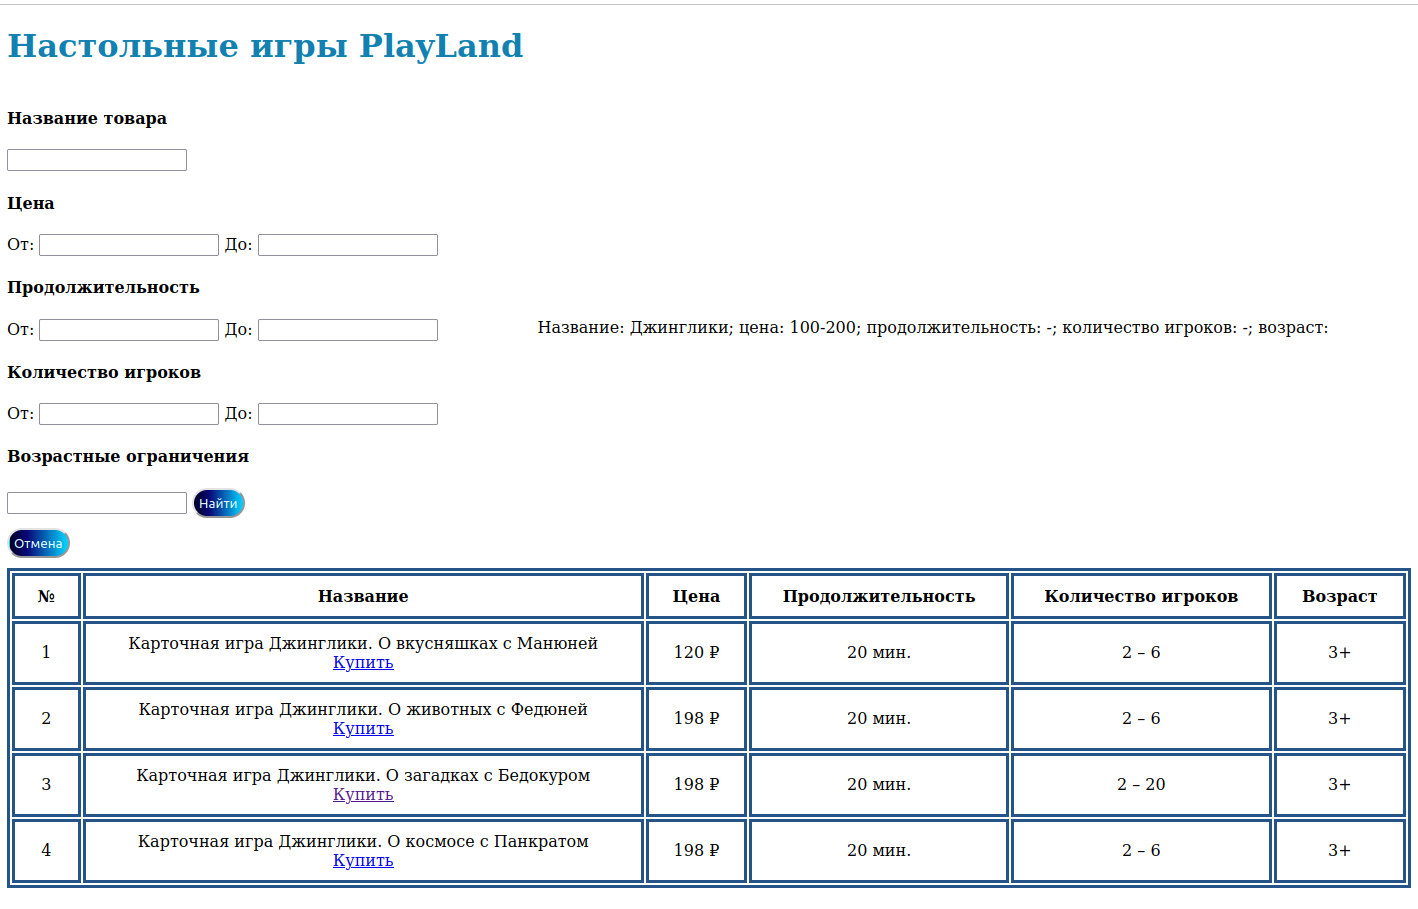 Настольные игры PlayLand
Название товара
Цена
От: До:
Продолжительность
От: До:
Название: Джинглики; цена: 100-200; продолжительность: -; количество игроков: -; возраст:
Количество игроков
От: До:
Возрастные ограничения
Найти
Отмена
№ Название Цена Продолжительность Количество игроков Возраст
1 Карточная игра Джинглики. О вкусняшках с Манюней 120 ₽ 20 мин. 2 – 6 3+
Купить
2 Карточная игра Джинглики. О животных с Федюней 198 ₽ 20 мин. 2 – 6 3+
Купить
3 Карточная игра Джинглики. О загадках с Бедокуром 198 ₽ 20 мин. 2 – 20 3+
Купить
4 Карточная игра Джинглики. О космосе с Панкратом 198 ₽ 20 мин. 2 – 6 3+
Купить